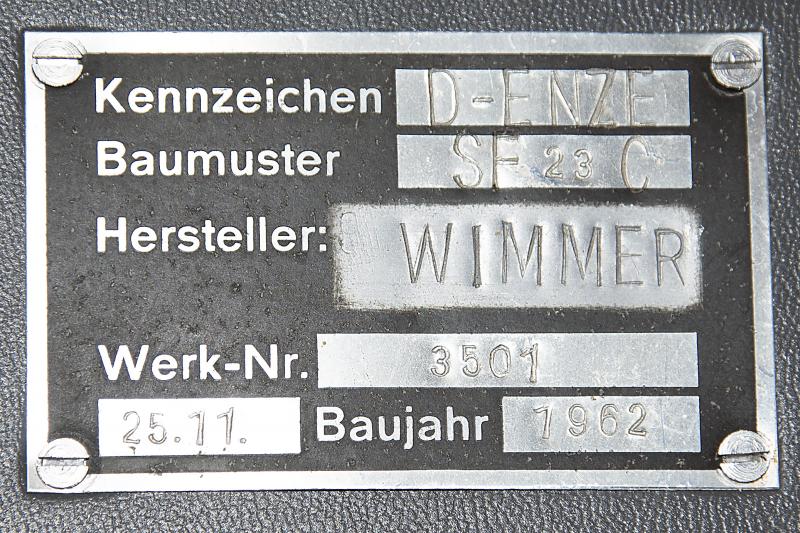 Kennzeichen D-ENZE
Baumuster SF 23 C
Hersteller: WIMMER
Werk-Nr. 3501
25.11. Baujahr 1962